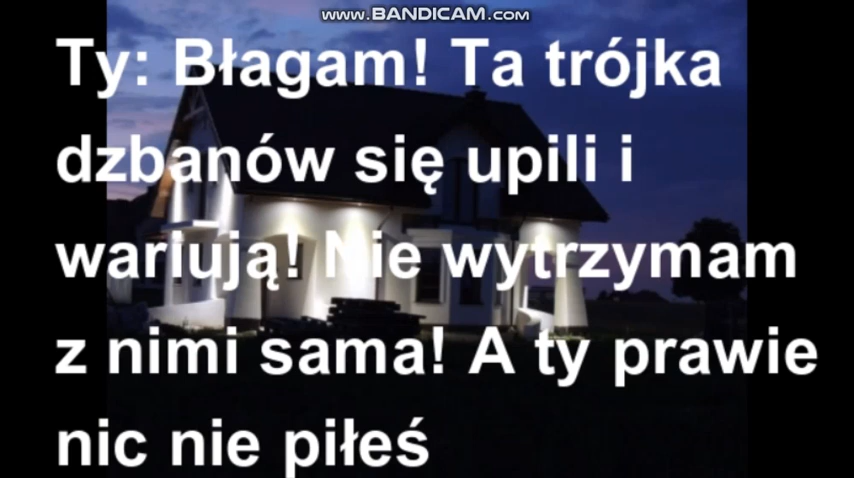 www.BANDICAM.com
Ty: Błagam! Ta trójka
dzbanów się upili i
wariują! Nie wytrzymam
z nimi sama! A ty prawie
nic nie piłeś